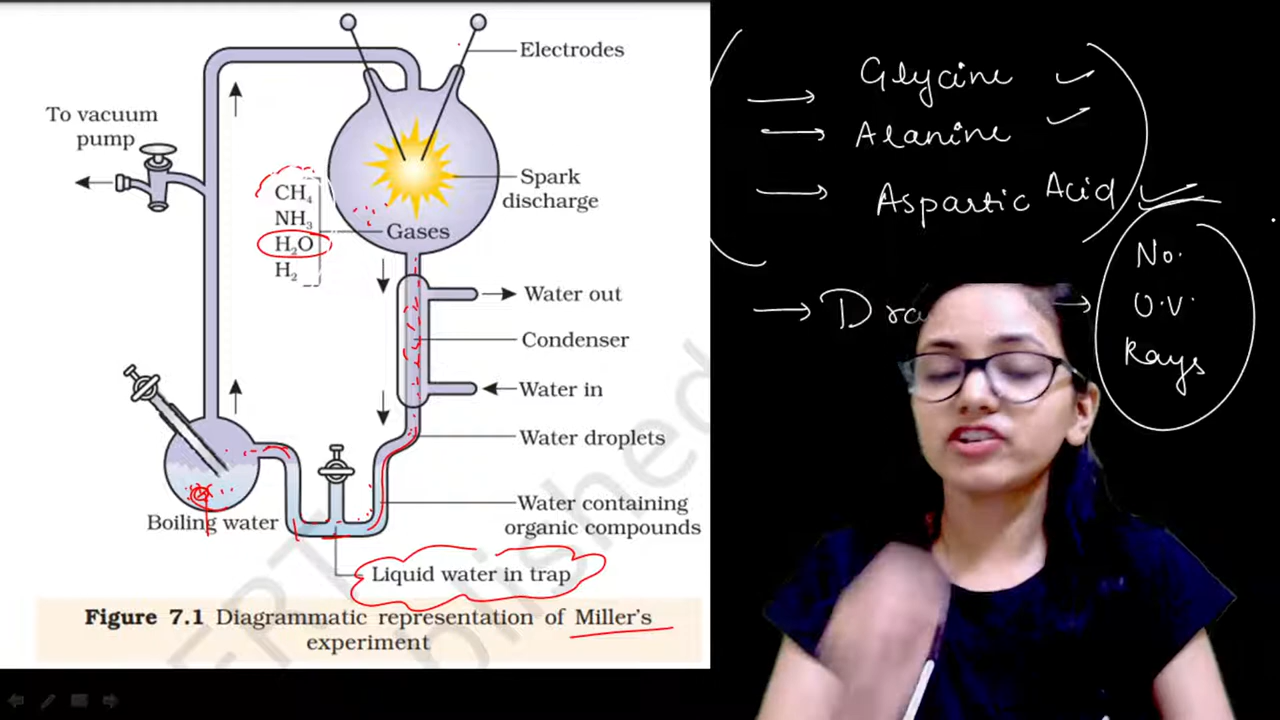 Electrodes
To vacuum
pump
Spark
discharge
CH₄
NH₃
H₂O
H₂
Gases
Water out
Condenser
Water in
Water droplets
Water containing
organic compounds
Boiling water
Liquid water in trap
Figure 7.1 Diagrammatic representation of Miller's
experiment
Glycine
Alanine
Aspartic Acid
No.
U.V.
Rays